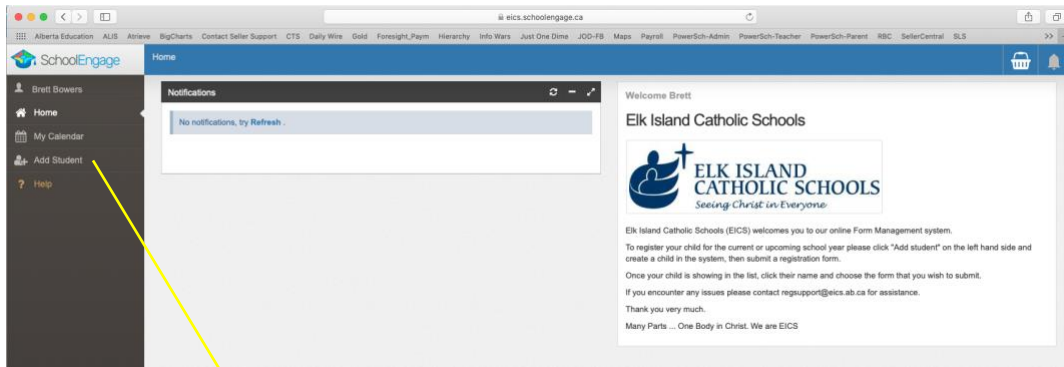 eics.schoolengage.ca
Alberta Education ALIS Atrieve BigCharts Contact Seller Support CTS Daily Wire Gold Foresight_Paym Hierarchy Info Wars Just One Dime JOD-FB Maps Payroll PowerSch-Admin PowerSch-Teacher PowerSch-Parent RBC SellerCentral SLS >>
SchoolEngage
Home
Brett Bowers
Home
My Calendar
Add Student
? Help
Notifications
No notifications, try Refresh .
Welcome Brett
Elk Island Catholic Schools
ELK ISLAND
CATHOLIC SCHOOLS
Seeing Christ in Everyone
Elk Island Catholic Schools (EICS) welcomes you to our online Form Management system.
To register your child for the current or upcoming school year please click "Add student" on the left hand side and
create a child in the system, then submit a registration form.
Once your child is showing in the list, click their name and choose the form that you wish to submit.
If you encounter any issues please contact regsupport@eics.ab.ca for assistance.
Thank you very much.
Many Parts ... One Body in Christ. We are EICS